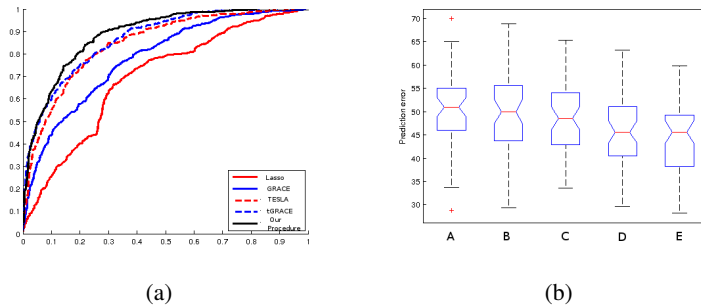 1
0.9
0.8
0.7
0.6
0.5
0.4
0.3
0.2
0.1
0 0.1 0.2 0.3 0.4 0.5 0.6 0.7 0.8 0.9 1
Lasso
GRACE
TESLA
tGRACE
Our
Procedure
(a)
Prediction error
70
65
60
55
50
45
40
35
30
A B C D E
(b)